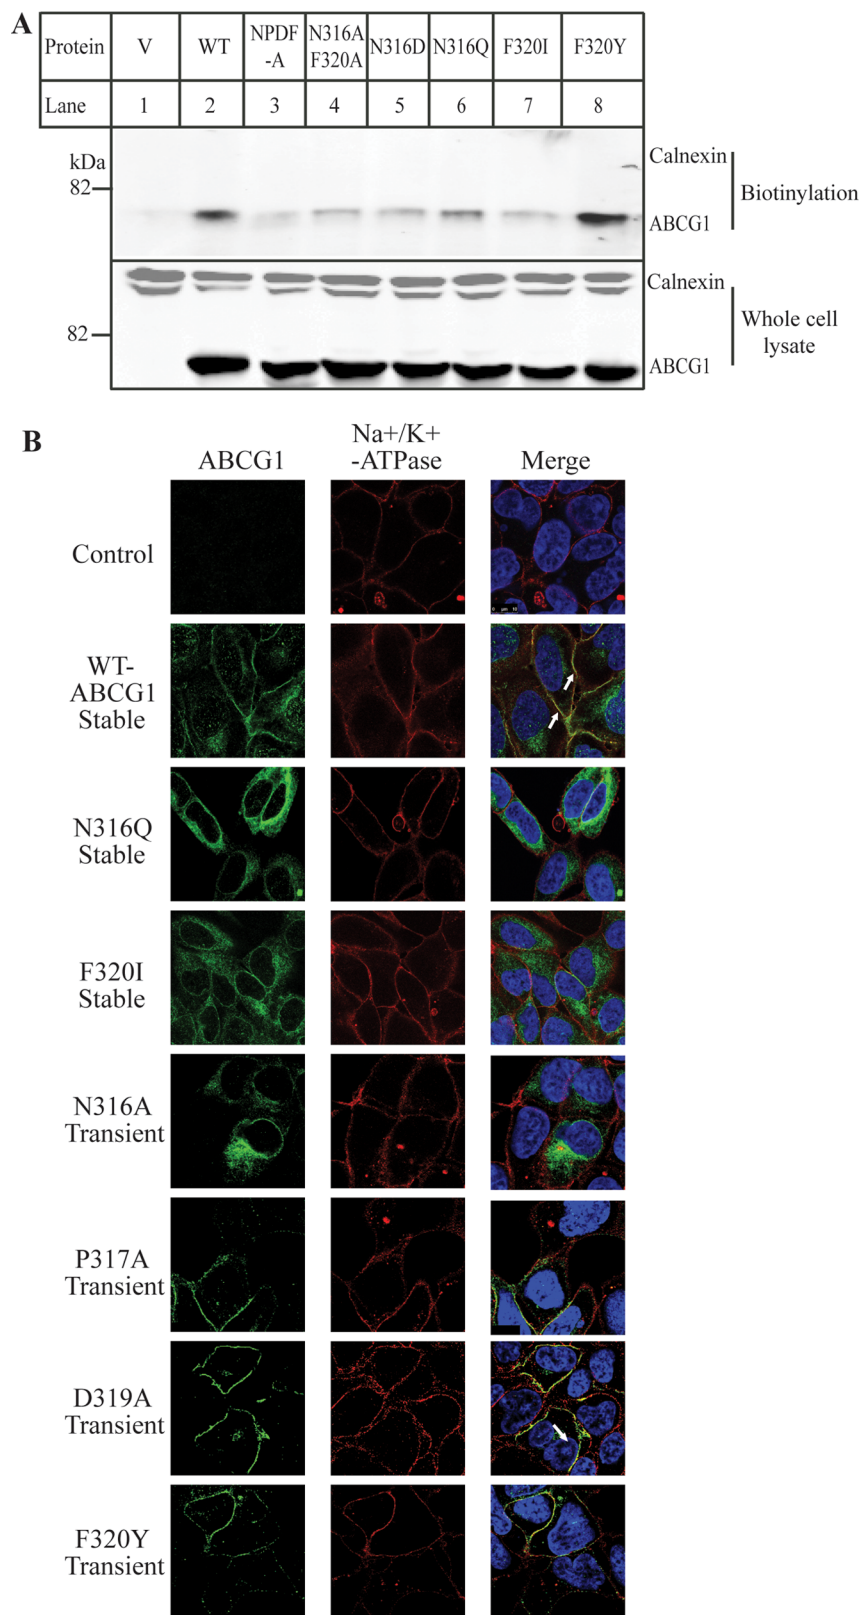 A
Protein V WT NPDF N316A N316D N316Q F320I F320Y
-A F320A
Lane 1 2 3 4 5 6 7 8
kDa
82
Calnexin
ABCG1
Biotinylation
82
Calnexin
ABCG1
Whole cell
lysate
B
ABCG1
Na+/K+
-ATPase
Merge
Control
WT-
ABCG1
Stable
N316Q
Stable
F320I
Stable
N316A
Transient
P317A
Transient
D319A
Transient
F320Y
Transient